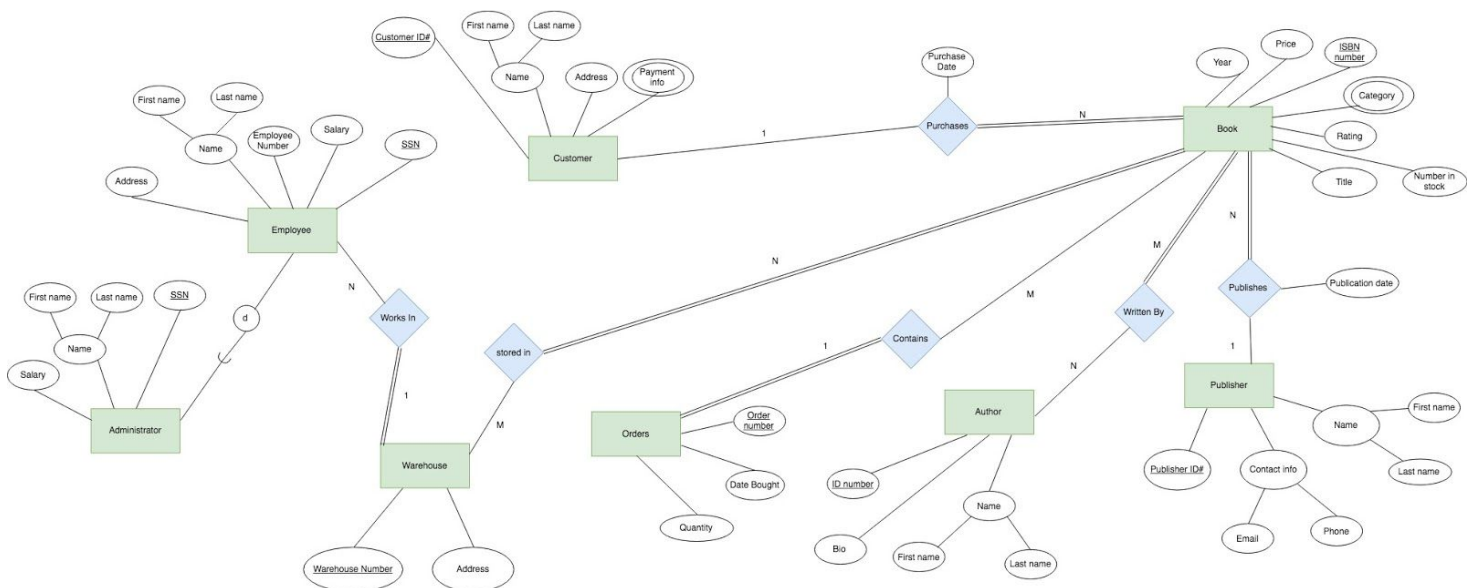 First name
Last name
Customer ID#
Name
Address
Payment
info
Customer
Purchase
Date
Purchases
1
N
Year
Price
ISBN
number
Category
Rating
Number in
stock
Title
Book
First name
Last name
Name
Employee
Number
Salary
SSN
Address
Employee
First name
Last name
SSN
Name
Salary
Administrator
d
N
Works In
1
Warehouse
Warehouse Number
Address
N
stored in
M
M
Contains
1
Orders
Order
number
Date Bought
Quantity
M
Written By
N
Author
ID number
Bio
Name
First name
Last name
N
Publishes
Publication date
1
Publisher
Publisher ID#
Contact info
Email
Phone
Name
First name
Last name